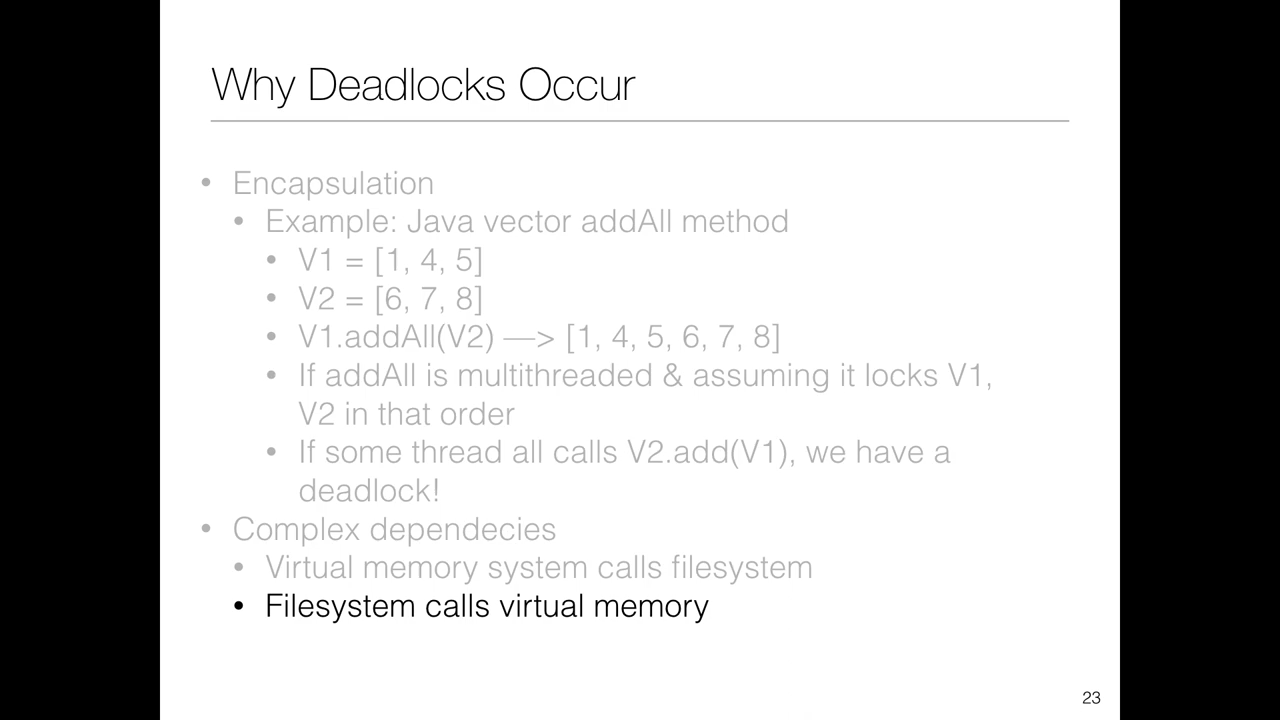 Why Deadlocks Occur
• Encapsulation
• Example: Java vector addAll method
• V1 = [1, 4, 5]
• V2 = [6, 7, 8]
• V1.addAll(V2) —> [1, 4, 5, 6, 7, 8]
• If addAll is multithreaded & assuming it locks V1,
V2 in that order
• If some thread all calls V2.add(V1), we have a
deadlock!
• Complex dependecies
• Virtual memory system calls filesystem
• Filesystem calls virtual memory
23